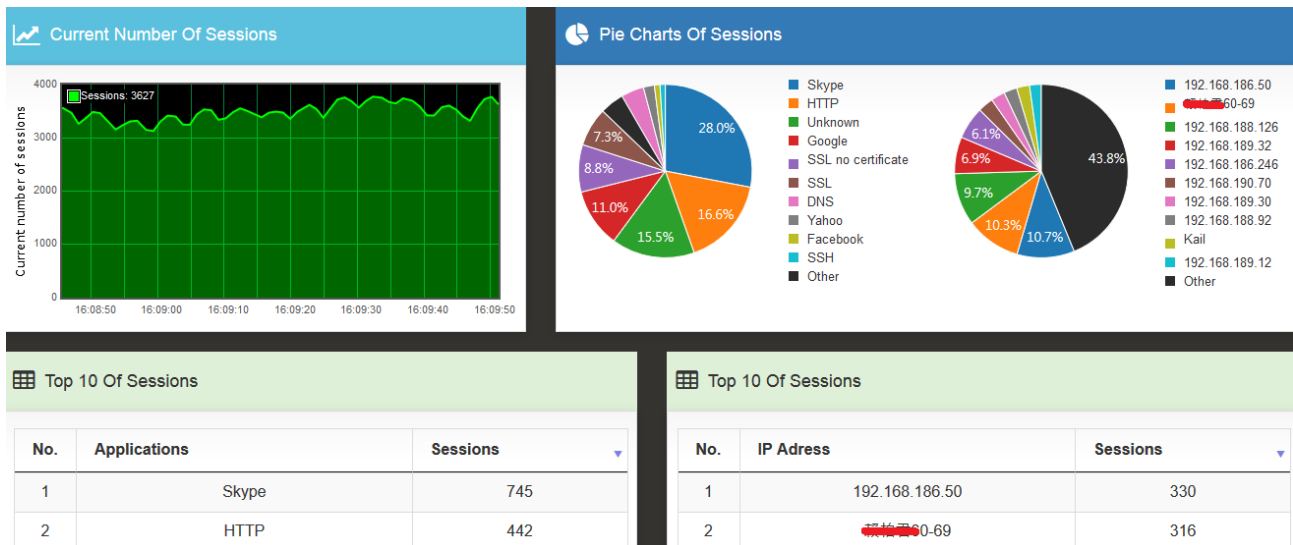 Current Number Of Sessions
Current number of sessions
4000
3000
2000
1000
0
Sessions: 3627
16:08:50 16:09:00 16:09:10 16:09:20 16:09:30 16:09:40 16:09:50
Pie Charts Of Sessions
28.0%
16.6%
15.5%
11.0%
8.8%
7.3%
Skype
HTTP
Unknown
Google
SSL no certificate
SSL
DNS
Yahoo
Facebook
SSH
Other
43.8%
10.7%
10.3%
9.7%
6.9%
6.1%
192.168.186.50
60-69
192.168.188.126
192.168.189.32
192.168.186.246
192.168.190.70
192.168.189.30
192.168.188.92
Kail
192.168.189.12
Other
Top 10 Of Sessions
No. Applications Sessions
1 Skype 745
2 HTTP 442
Top 10 Of Sessions
No. IP Adress Sessions
1 192.168.186.50 330
2 0-69 316